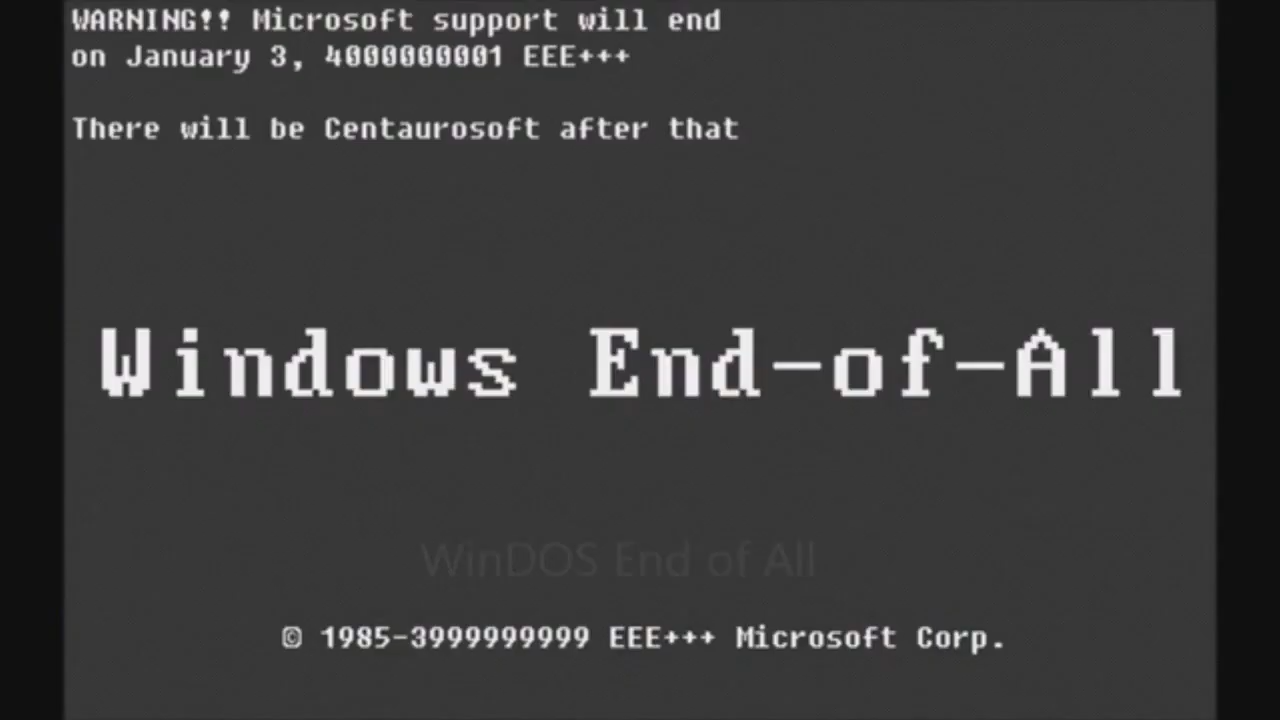 WARNING!! Microsoft support will end
on January 3, 4000000001 EEE+++
There will be Centaurosoft after that
Windows End-of-All
WinDOS End of All
© 1985-3999999999 EEE+++ Microsoft Corp.